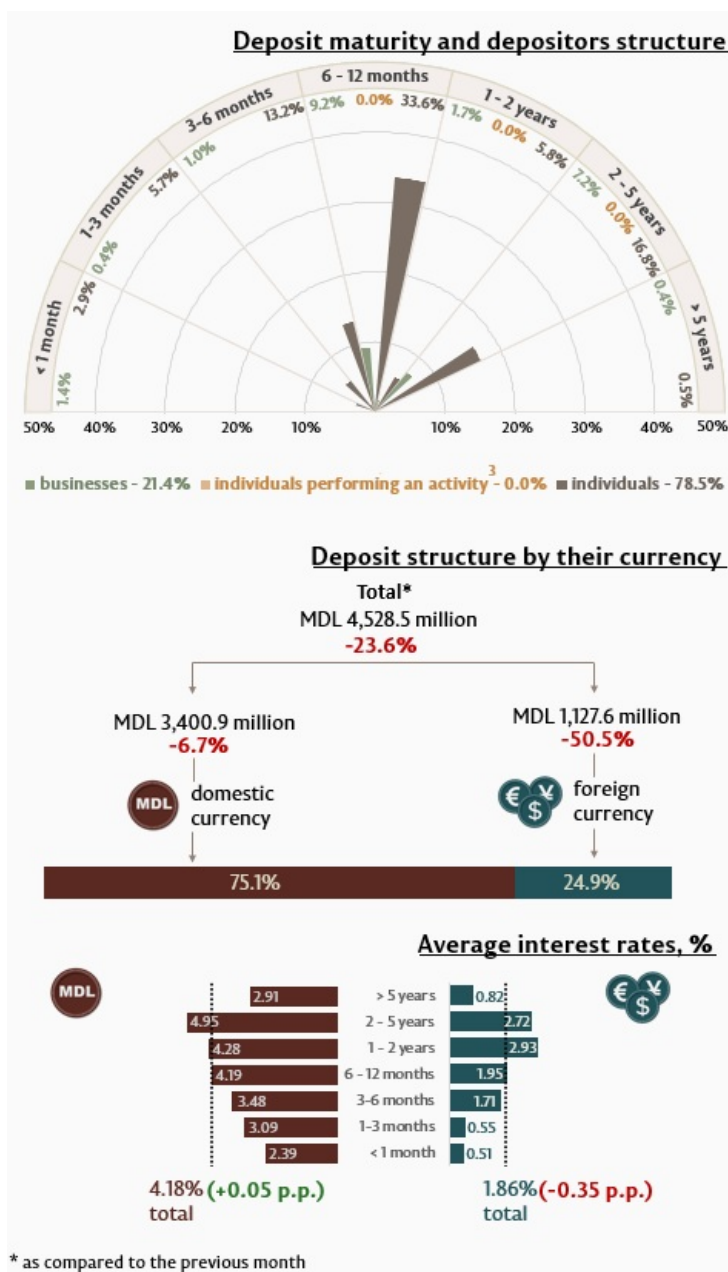 Deposit maturity and depositors structure
< 1 month
1-3 months
3-6 months
6 - 12 months
1 - 2 years
2 - 5 years
> 5 years
1.4% 2.9%
0.4% 5.7%
1.0% 13.2%
9.2% 0.0% 33.6%
1.7% 0.0% 5.8%
7.2% 0.0% 16.8%
0.4% 0.5%
50% 40% 30% 20% 10% 10% 20% 30% 40% 50%
businesses - 21.4% individuals performing an activity³ - 0.0% individuals - 78.5%
Deposit structure by their currency
Total*
MDL 4,528.5 million
-23.6%
MDL 3,400.9 million
-6.7%
MDL 1,127.6 million
-50.5%
MDL domestic
currency
€ ¥ $ foreign
currency
75.1% 24.9%
Average interest rates, %
MDL
€ ¥ $
2.91 > 5 years 0.82
4.95 2 - 5 years 2.72
4.28 1 - 2 years 2.93
4.19 6 - 12 months 1.95
3.48 3-6 months 1.71
3.09 1-3 months 0.55
2.39 < 1 month 0.51
4.18% (+0.05 p.p.)
total
1.86% (-0.35 p.p.)
total
* as compared to the previous month